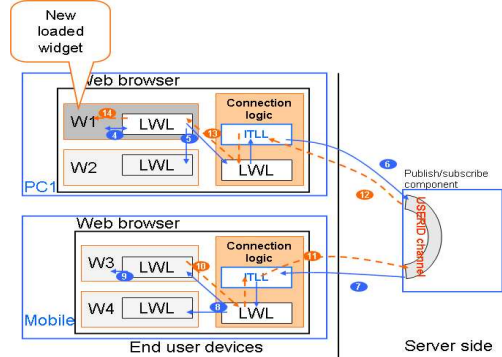 New
loaded
widget
Web browser
W1
LWL
14
4
5
W2
LWL
PC1
Connection
logic
ITLL
13
LWL
6
12
Publish/subscribe
component
USERID channel
Web browser
W3
LWL
10
9
W4
LWL
8
Mobile
Connection
logic
ITLL
11
LWL
7
End user devices
Server side